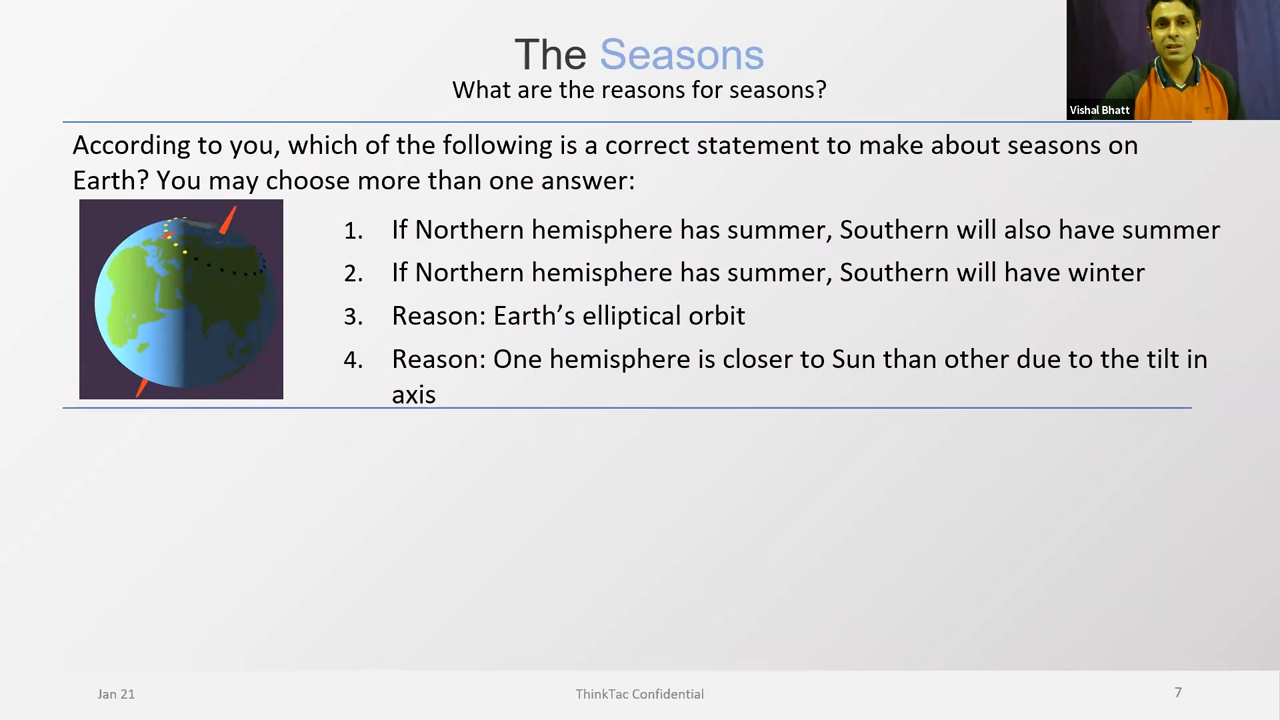 The Seasons
What are the reasons for seasons?
Vishal Bhatt
According to you, which of the following is a correct statement to make about seasons on
Earth? You may choose more than one answer:
1. If Northern hemisphere has summer, Southern will also have summer
2. If Northern hemisphere has summer, Southern will have winter
3. Reason: Earth’s elliptical orbit
4. Reason: One hemisphere is closer to Sun than other due to the tilt in
axis
Jan 21
ThinkTac Confidential
7